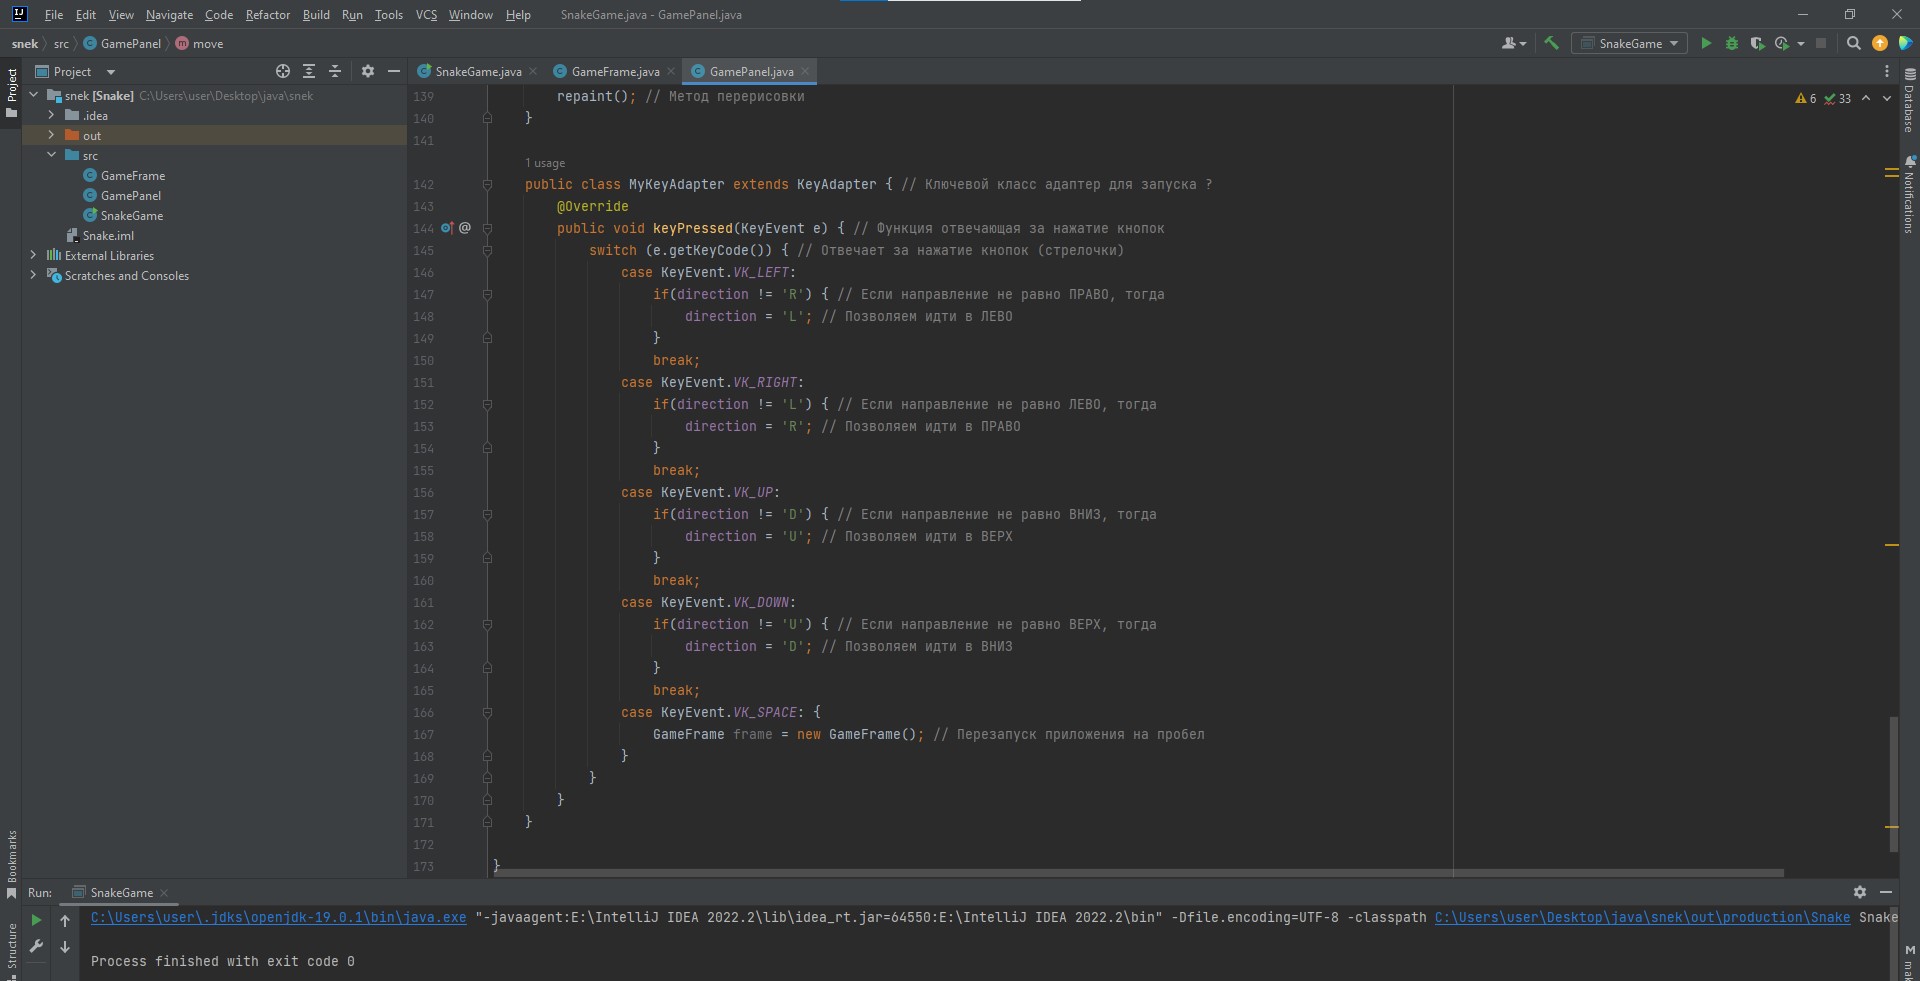 File Edit View Navigate Code Refactor Build Run Tools VCS Window Help SnakeGame.java - GamePanel.java
snek src GamePanel move SnakeGame
Project SnakeGame.java GameFrame.java GamePanel.java
Project
snek [Snake] C:\Users\user\Desktop\java\snek
.idea
out
src
GameFrame
GamePanel
SnakeGame
Snake.iml
External Libraries
Scratches and Consoles
6 33
139 repaint(); // Метод перерисовки
140 }
141
1 usage
142 public class MyKeyAdapter extends KeyAdapter { // Ключевой класс адаптер для запуска ?
143 @Override
144 @ public void keyPressed(KeyEvent e) { // Функция отвечающая за нажатие кнопок
145 switch (e.getKeyCode()) { // Отвечает за нажатие кнопок (стрелочки)
146 case KeyEvent.VK_LEFT:
147 if(direction != 'R') { // Если направление не равно ПРАВО, тогда
148 direction = 'L'; // Позволяем идти в ЛЕВО
149 }
150 break;
151 case KeyEvent.VK_RIGHT:
152 if(direction != 'L') { // Если направление не равно ЛЕВО, тогда
153 direction = 'R'; // Позволяем идти в ПРАВО
154 }
155 break;
156 case KeyEvent.VK_UP:
157 if(direction != 'D') { // Если направление не равно ВНИЗ, тогда
158 direction = 'U'; // Позволяем идти в ВЕРХ
159 }
160 break;
161 case KeyEvent.VK_DOWN:
162 if(direction != 'U') { // Если направление не равно ВЕРХ, тогда
163 direction = 'D'; // Позволяем идти в ВНИЗ
164 }
165 break;
166 case KeyEvent.VK_SPACE: {
167 GameFrame frame = new GameFrame(); // Перезапуск приложения на пробел
168 }
169 }
170 }
171 }
172
173 }
Database
Notifications
Bookmarks
Structure
Run: SnakeGame
C:\Users\user\.jdks\openjdk-19.0.1\bin\java.exe "-javaagent:E:\IntelliJ IDEA 2022.2\lib\idea_rt.jar=64550:E:\IntelliJ IDEA 2022.2\bin" -Dfile.encoding=UTF-8 -classpath C:\Users\user\Desktop\java\snek\out\production\Snake Snake
Process finished with exit code 0